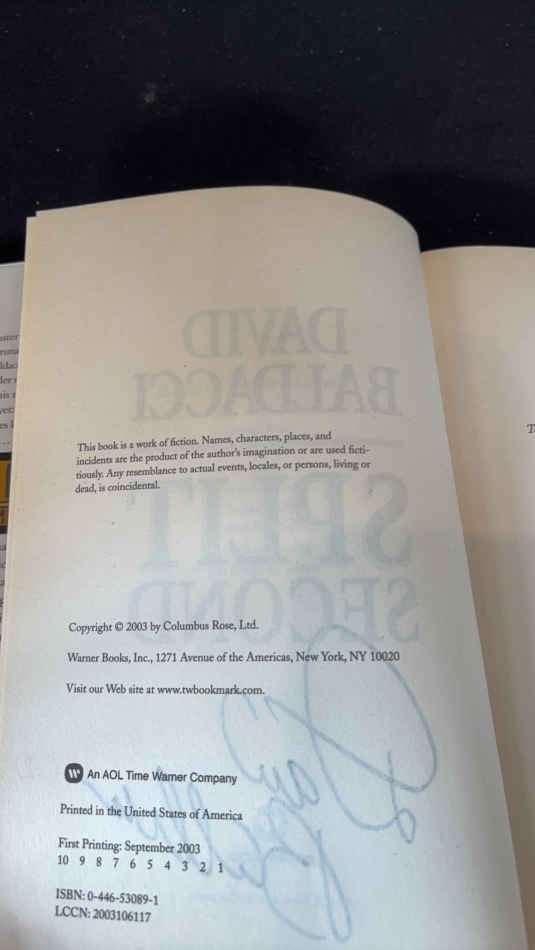 DAVID
BALDACCI
This book is a work of fiction. Names, characters, places, and
incidents are the product of the author's imagination or are used ficti-
tiously. Any resemblance to actual events, locales, or persons, living or
dead, is coincidental.
SPLIT
SECOND
Copyright © 2003 by Columbus Rose, Ltd.
Warner Books, Inc., 1271 Avenue of the Americas, New York, NY 10020
Visit our Web site at www.twbookmark.com.
W An AOL Time Warner Company
Printed in the United States of America
First Printing: September 2003
10 9 8 7 6 5 4 3 2 1
ISBN: 0-446-53089-1
LCCN: 2003106117